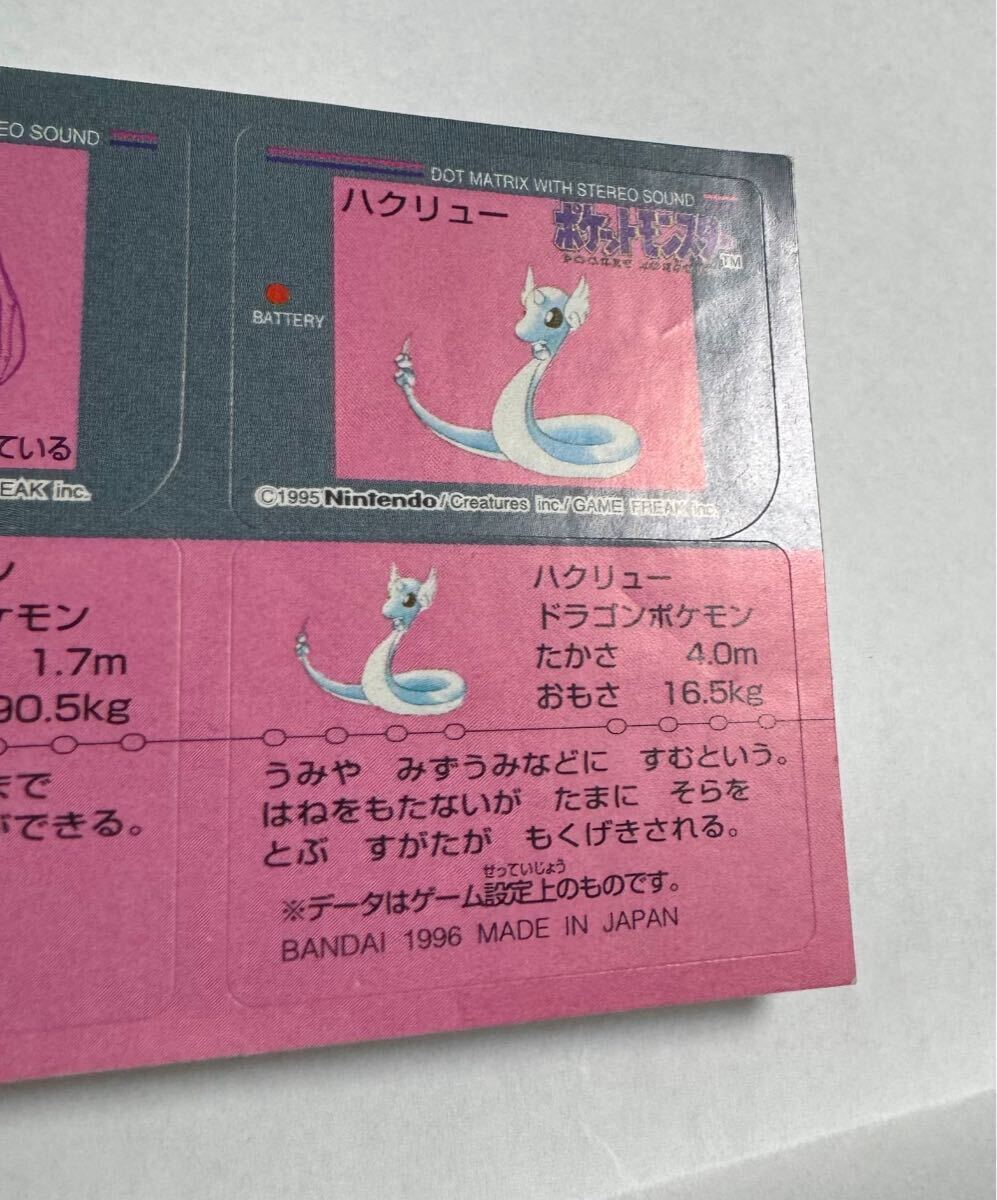 EO SOUND
ている
EAK inc.
DOT MATRIX WITH STEREO SOUND
ハクリュー
ポケットモンスター
TM
BATTERY
©1995 Nintendo/Creatures inc./GAME FREAK inc.
ン
ケモン
1.7m
90.5kg
まで
ができる。
ハクリュー
ドラゴンポケモン
たかさ 4.0m
おもさ 16.5kg
うみや みずうみなどに すむという。
はねをもたないが たまに そらを
とぶ すがたが もくげきされる。
せっていじょう
※データはゲーム設定上のものです。
BANDAI 1996 MADE IN JAPAN